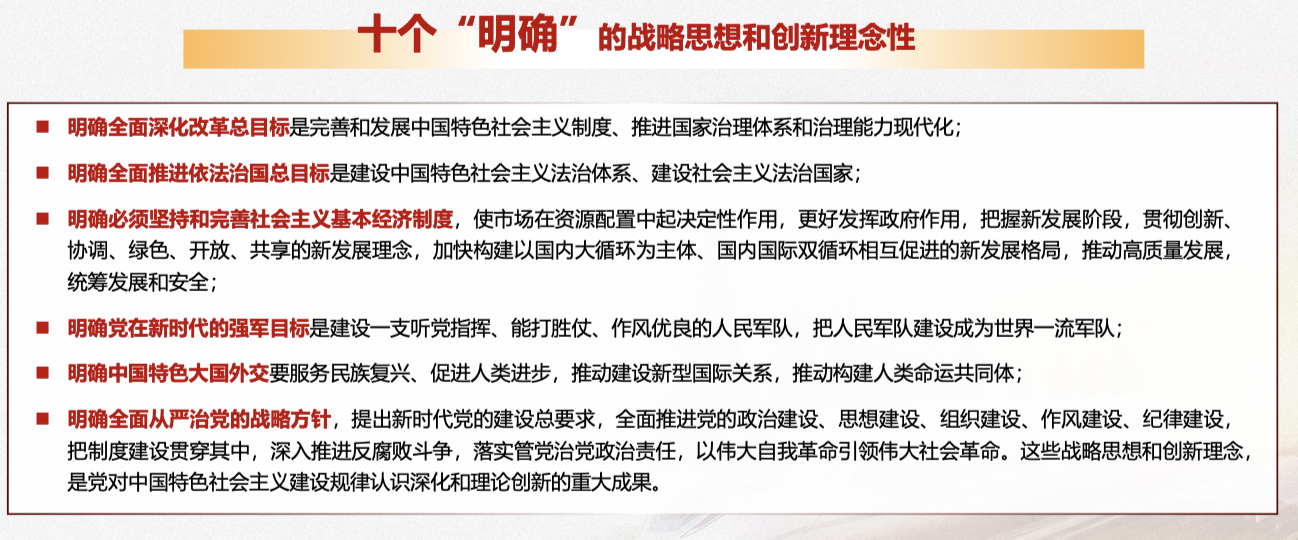 十个“明确”的战略思想和创新理念性
■ 明确全面深化改革总目标是完善和发展中国特色社会主义制度、推进国家治理体系和治理能力现代化；
■ 明确全面推进依法治国总目标是建设中国特色社会主义法治体系、建设社会主义法治国家；
■ 明确必须坚持和完善社会主义基本经济制度，使市场在资源配置中起决定性作用，更好发挥政府作用，把握新发展阶段，贯彻创新、
协调、绿色、开放、共享的新发展理念，加快构建以国内大循环为主体、国内国际双循环相互促进的新发展格局，推动高质量发展，
统筹发展和安全；
■ 明确党在新时代的强军目标是建设一支听党指挥、能打胜仗、作风优良的人民军队，把人民军队建设成为世界一流军队；
■ 明确中国特色大国外交要服务民族复兴、促进人类进步，推动建设新型国际关系，推动构建人类命运共同体；
■ 明确全面从严治党的战略方针，提出新时代党的建设总要求，全面推进党的政治建设、思想建设、组织建设、作风建设、纪律建设，
把制度建设贯穿其中，深入推进反腐败斗争，落实管党治党政治责任，以伟大自我革命引领伟大社会革命。这些战略思想和创新理念，
是党对中国特色社会主义建设规律认识深化和理论创新的重大成果。